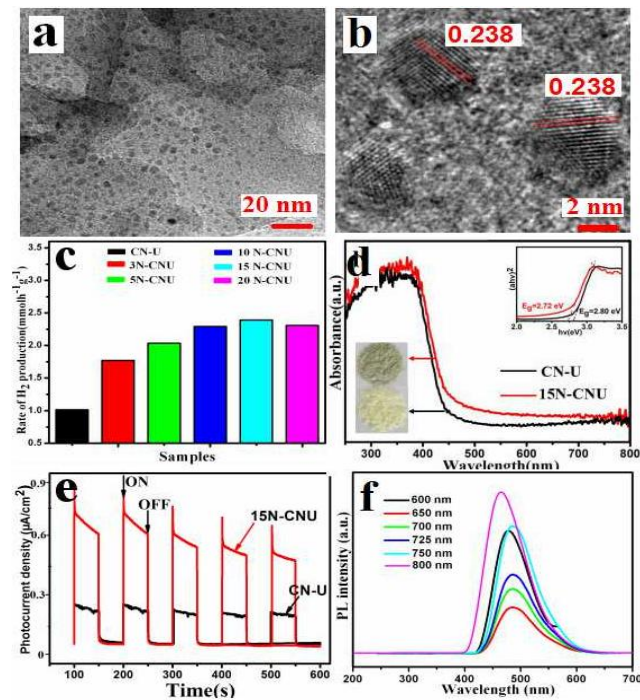 a
20 nm
b
0.238
0.238
2 nm
c
CN-U
10 N-CNU
3N-CNU
15 N-CNU
5N-CNU
20 N-CNU
Rate of H2 production(mmolh-1g-1)
3.5
3.0
2.5
2.0
1.5
1.0
0.5
Samples
d
Absorbance(a.u.)
(ahv)2
Eg=2.72 eV
Eg=2.80 eV
2.0 2.5 3.0 3.5
hv(eV)
CN-U
15N-CNU
300 400 500 600 700 800
Wavelength(nm)
e
ON
OFF
15N-CNU
CN-U
Photocurrent density (μA/cm2)
0.9
0.6
0.3
0.0
0 100 200 300 400 500 600
Time(s)
f
600 nm
650 nm
700 nm
725 nm
750 nm
800 nm
PL intensity (a.u.)
200 300 400 500 600 700
Wavelength (nm)